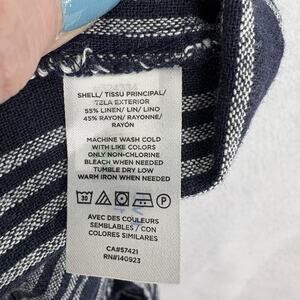 SHELL/ TISSU PRINCIPAL/
TELA EXTERIOR
55% LINEN/ LIN/ LINO
45% RAYON/ RAYONNE/
RAYÓN
MACHINE WASH COLD
WITH LIKE COLORS
ONLY NON-CHLORINE
BLEACH WHEN NEEDED
TUMBLE DRY LOW
WARM IRON WHEN NEEDED
30 P
AVEC DES COULEURS
SEMBLABLES / CON
COLORES SIMILARES
CA#57421
RN#140923